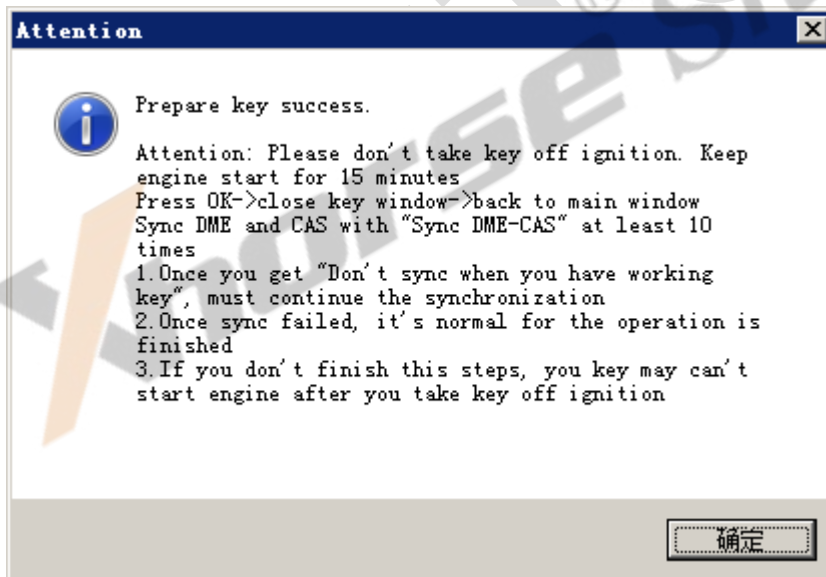 Attention
Prepare key success.
Attention: Please don't take key off ignition. Keep
engine start for 15 minutes
Press OK->close key window->back to main window
Sync DME and CAS with "Sync DME-CAS" at least 10
times
1.Once you get "Don't sync when you have working
key", must continue the synchronization
2.Once sync failed, it's normal for the operation is
finished
3.If you don't finish this steps, you key may can't
start engine after you take key off ignition
确定